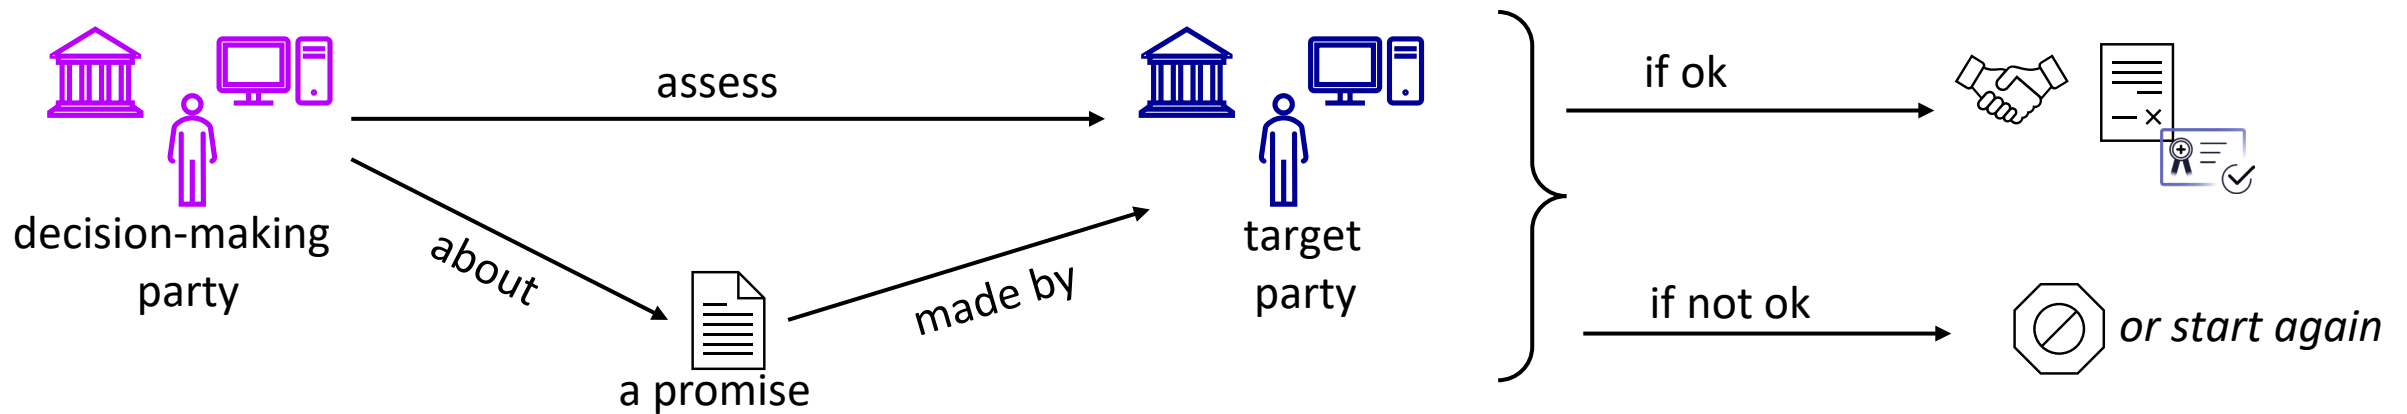 assess
decision-making
party
about
a promise
made by
target
party
if ok
if not ok
or start again